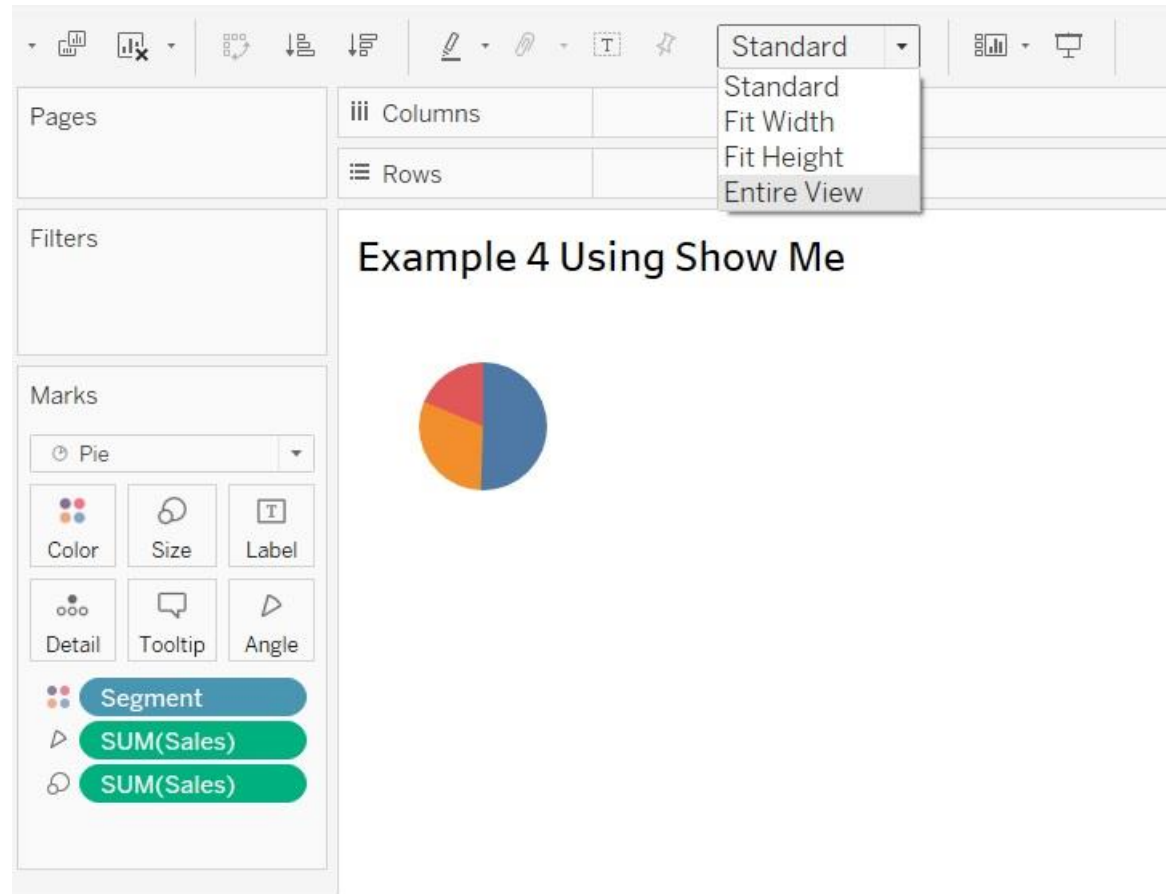 Standard
Standard
Fit Width
Fit Height
Entire View
Pages
Columns
Rows
Filters
Example 4 Using Show Me
Marks
Pie
T
Color Size Label
Detail Tooltip Angle
Segment
SUM(Sales)
SUM(Sales)